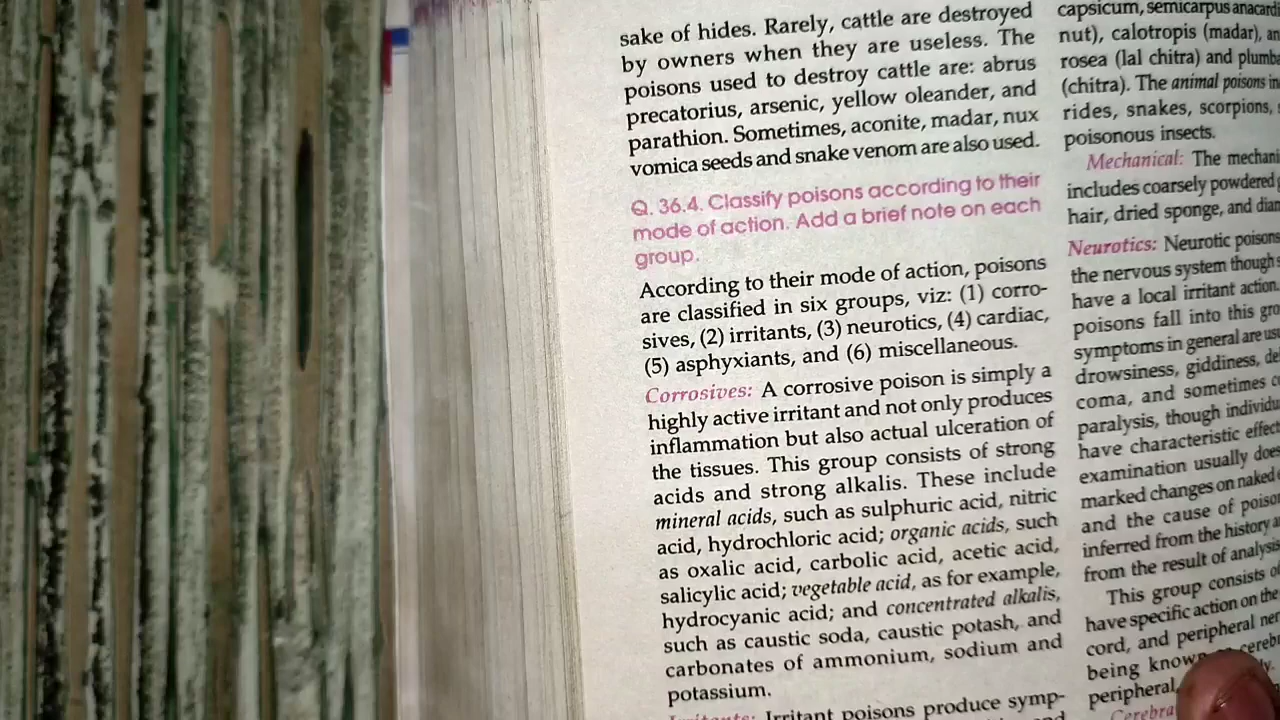 sake of hides. Rarely, cattle are destroyed
by owners when they are useless. The
poisons used to destroy cattle are: abrus
precatorius, arsenic, yellow oleander, and
parathion. Sometimes, aconite, madar, nux
vomica seeds and snake venom are also used.
Q. 36.4. Classify poisons according to their
mode of action. Add a brief note on each
group.
According to their mode of action, poisons
are classified in six groups, viz: (1) corro-
sives, (2) irritants, (3) neurotics, (4) cardiac,
(5) asphyxiants, and (6) miscellaneous.
Corrosives: A corrosive poison is simply a
highly active irritant and not only produces
inflammation but also actual ulceration of
the tissues. This group consists of strong
acids and strong alkalis. These include
mineral acids, such as sulphuric acid, nitric
acid, hydrochloric acid; organic acids, such
as oxalic acid, carbolic acid, acetic acid,
salicylic acid; vegetable acid, as for example,
hydrocyanic acid; and concentrated alkalis,
such as caustic soda, caustic potash, and
carbonates of ammonium, sodium and
potassium.
Irritant poisons produce symp-
capsicum, semicarpus
nut), calotropis (madar),
rosea (lal chitra) and
(chitra). The animal poisons
rides, snakes, scorpions,
poisonous insects.
Mechanical: The
includes coarsely powdered
hair, dried sponge, and
Neurotics: Neurotic poisons
the nervous system though
have a local irritant action.
poisons fall into this
symptoms in general are
drowsiness, giddiness,
coma, and sometimes
paralysis, though
have characteristic
examination usually
marked changes on naked
and the cause of
inferred from the history
from the result of
This group consists
have specific action on the
cord, and peripheral
being known
peripheral,